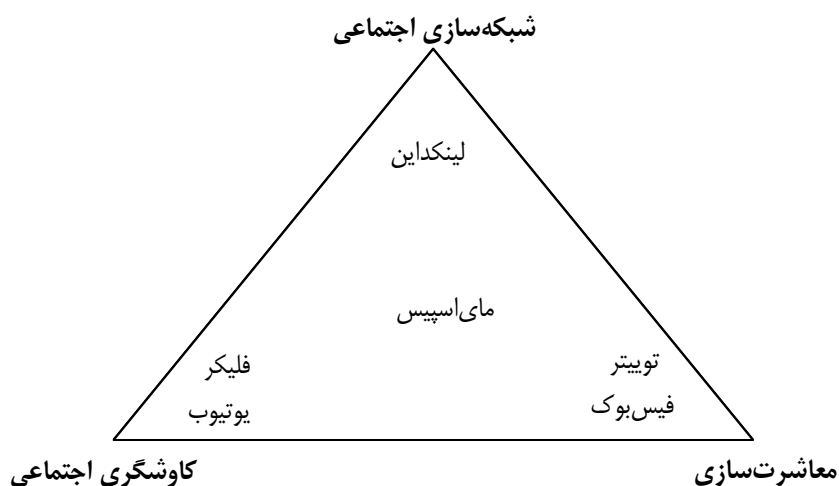 شبکه‌سازی اجتماعی
لینکداین
مای‌اسپیس
توییتر
فلیکر
فیس‌بوک
یوتیوب
معاشرت‌سازی
کاوشگری اجتماعی